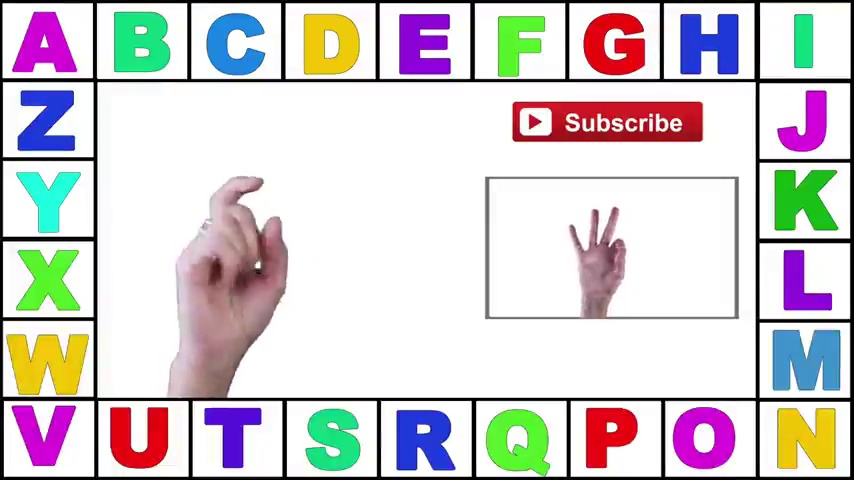 A B C D E F G H I
Subscribe
Z J
Y K
X L
W M
V U T S R Q P O N